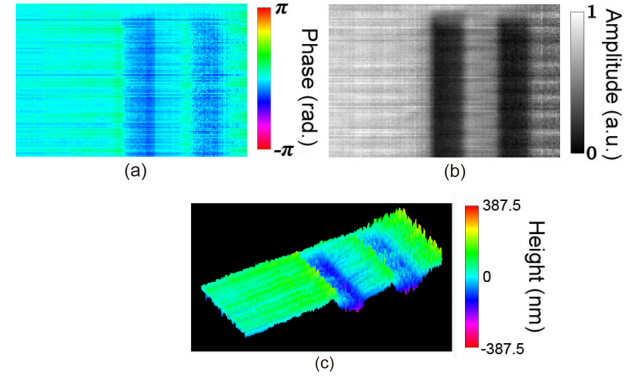 π
Phase (rad.)
-π
(a)
1
Amplitude (a.u.)
0
(b)
387.5
Height (nm)
0
-387.5
(c)